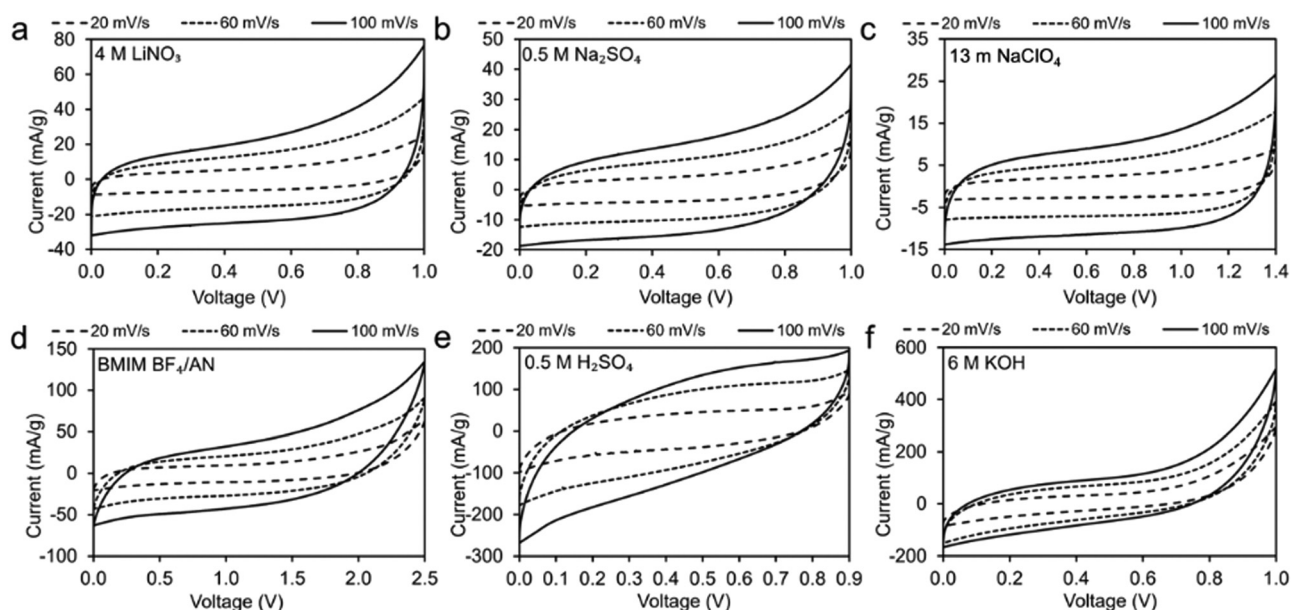 a
20 mV/s 60 mV/s 100 mV/s
4 M LiNO₃
80
60
40
20
0
-20
-40
Current (mA/g)
0.0 0.2 0.4 0.6 0.8 1.0
Voltage (V)
b
20 mV/s 60 mV/s 100 mV/s
0.5 M Na₂SO₄
50
40
30
20
10
0
-10
-20
Current (mA/g)
0.0 0.2 0.4 0.6 0.8 1.0
Voltage (V)
c
20 mV/s 60 mV/s 100 mV/s
13 m NaClO₄
35
25
15
5
-5
-15
Current (mA/g)
0.0 0.2 0.4 0.6 0.8 1.0 1.2 1.4
Voltage (V)
d
20 mV/s 60 mV/s 100 mV/s
BMIM BF₄/AN
150
100
50
0
-50
-100
Current (mA/g)
0.0 0.5 1.0 1.5 2.0 2.5
Voltage (V)
e
20 mV/s 60 mV/s 100 mV/s
0.5 M H₂SO₄
200
100
0
-100
-200
-300
Current (mA/g)
0.0 0.1 0.2 0.3 0.4 0.5 0.6 0.7 0.8 0.9
Voltage (V)
f
20 mV/s 60 mV/s 100 mV/s
6 M KOH
600
400
200
0
-200
Current (mA/g)
0.0 0.2 0.4 0.6 0.8 1.0
Voltage (V)